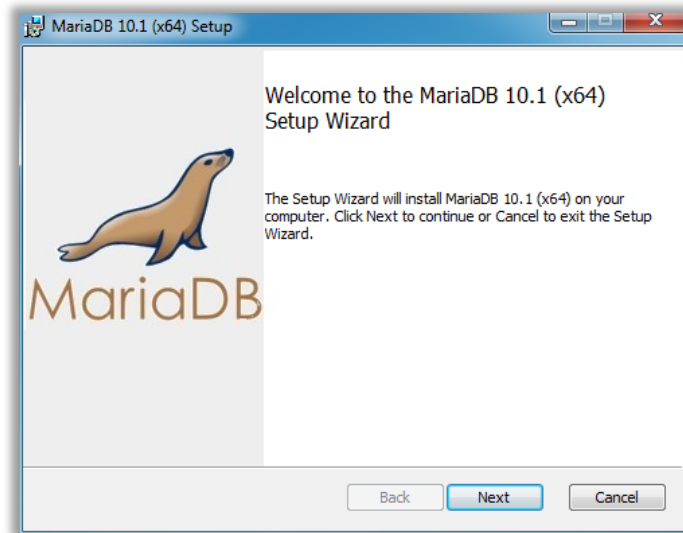 MariaDB 10.1 (x64) Setup
Welcome to the MariaDB 10.1 (x64)
Setup Wizard
The Setup Wizard will install MariaDB 10.1 (x64) on your
computer. Click Next to continue or Cancel to exit the Setup
Wizard.
MariaDB
Back Next Cancel